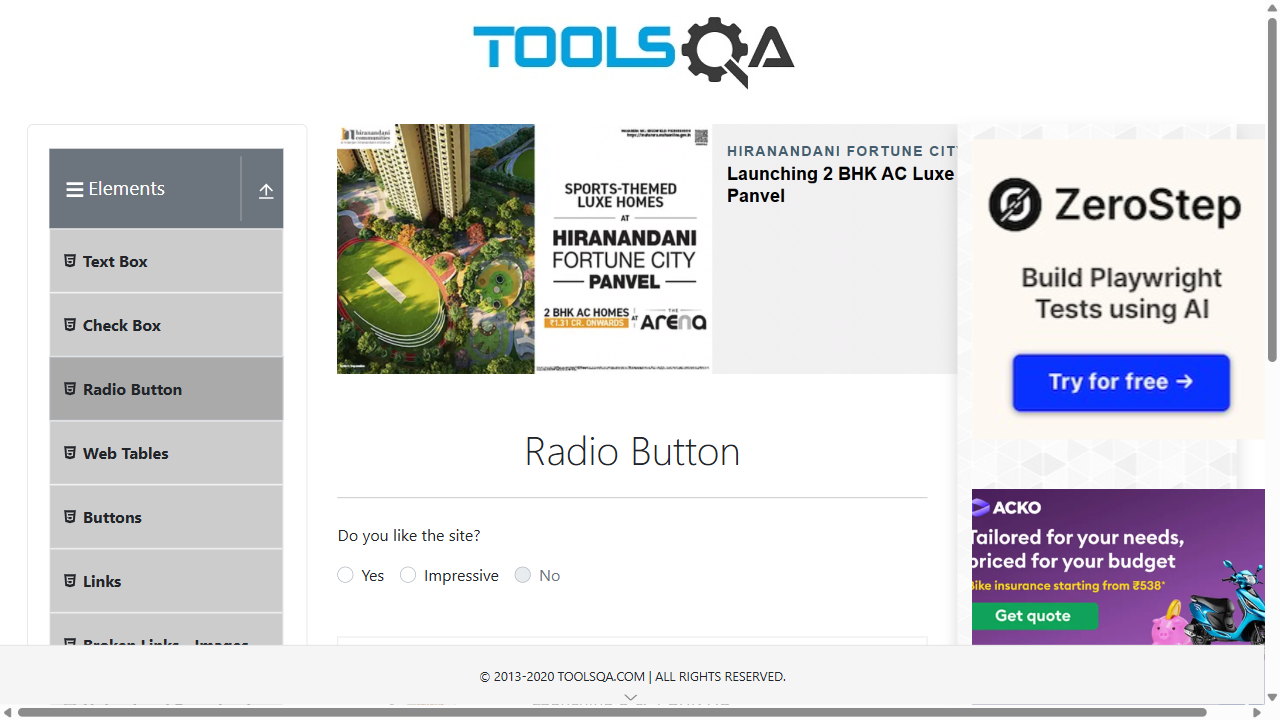 TOOLSQA
Elements
Text Box
Check Box
Radio Button
Web Tables
Buttons
Links
Broken Links - Images
hiranandani
communities
SPORTS-THEMED
LUXE HOMES
AT
HIRANANDANI
FORTUNE CITY
PANVEL
2 BHK AC HOMES
₹1.31 CR. ONWARDS
AT
THE
ARENA
HIRANANDANI FORTUNE CIT
Launching 2 BHK AC Luxe
Panvel
Radio Button
Do you like the site?
Yes
Impressive
No
ZeroStep
Build Playwright
Tests using AI
Try for free →
ACKO
Tailored for your needs,
priced for your budget
Bike insurance starting from ₹538*
Get quote
© 2013-2020 TOOLSQA.COM | ALL RIGHTS RESERVED.